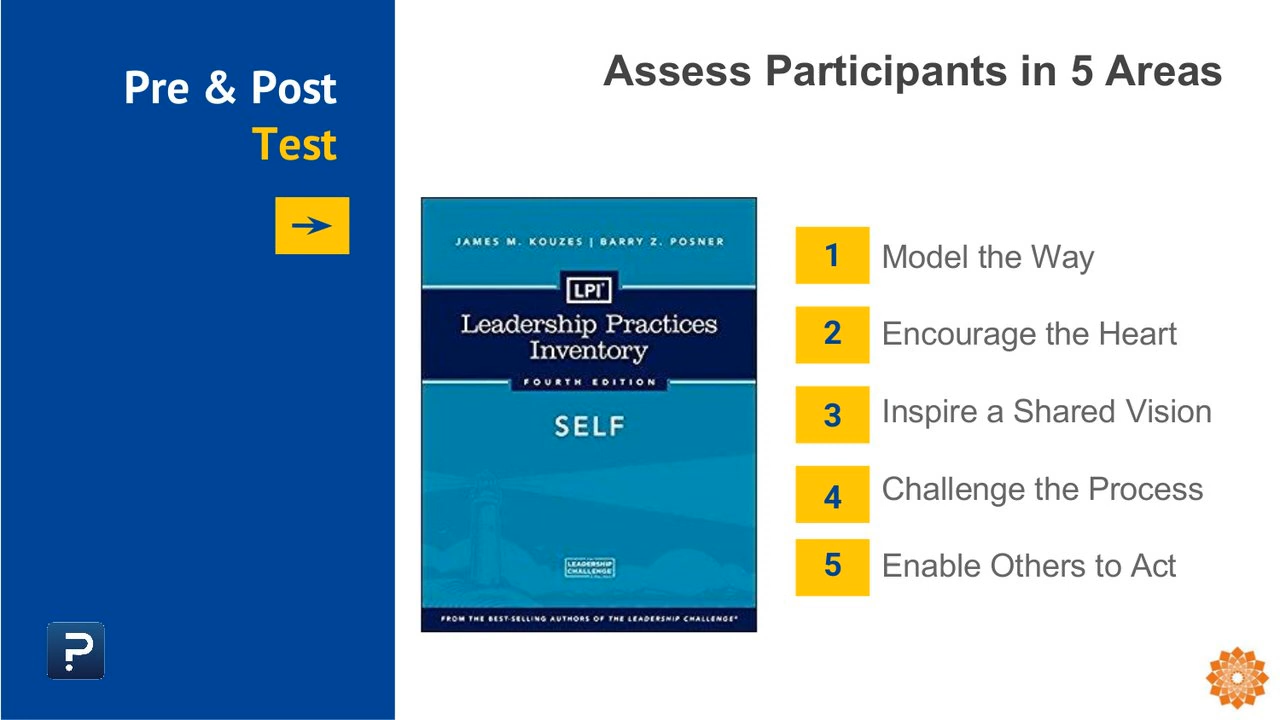 Pre & Post
Test
Assess Participants in 5 Areas
JAMES M. KOUZES | BARRY Z. POSNER
LPI
Leadership Practices
Inventory
FOURTH EDITION
SELF
LEADERSHIP
CHALLENGE
FROM THE BEST-SELLING AUTHORS OF THE LEADERSHIP CHALLENGE®
1 Model the Way
2 Encourage the Heart
3 Inspire a Shared Vision
4 Challenge the Process
5 Enable Others to Act